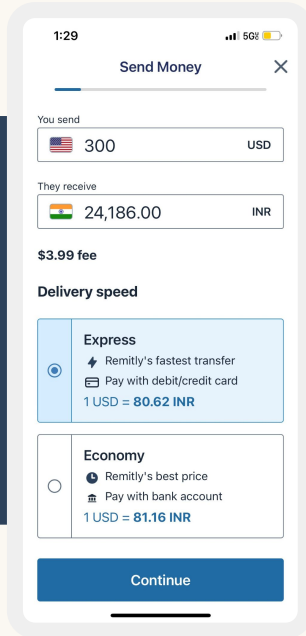 1:29
5G
Send Money
You send
300 USD
They receive
24,186.00 INR
$3.99 fee
Delivery speed
Express
Remitly's fastest transfer
Pay with debit/credit card
1 USD = 80.62 INR
Economy
Remitly's best price
Pay with bank account
1 USD = 81.16 INR
Continue